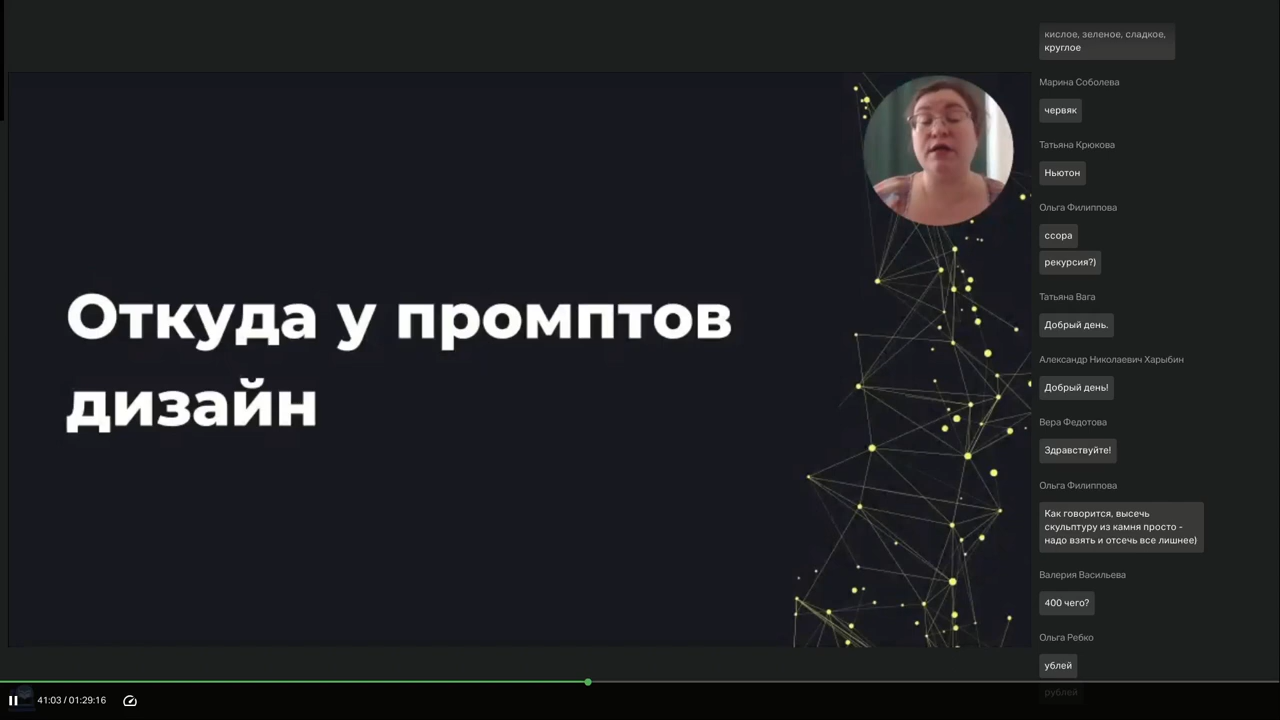 Откуда у промптов
дизайн
кислое, зеленое, сладкое,
круглое
Марина Соболева
червяк
Татьяна Крюкова
Ньютон
Ольга Филиппова
ссора
рекурсия?)
Татьяна Вага
Добрый день.
Александр Николаевич Харыбин
Добрый день!
Вера Федотова
Здравствуйте!
Ольга Филиппова
Как говорится, высечь
скульптуру из камня просто -
надо взять и отсечь все лишнее)
Валерия Васильева
400 чего?
Ольга Ребко
ублей
рублей
41:03 / 01:29:16